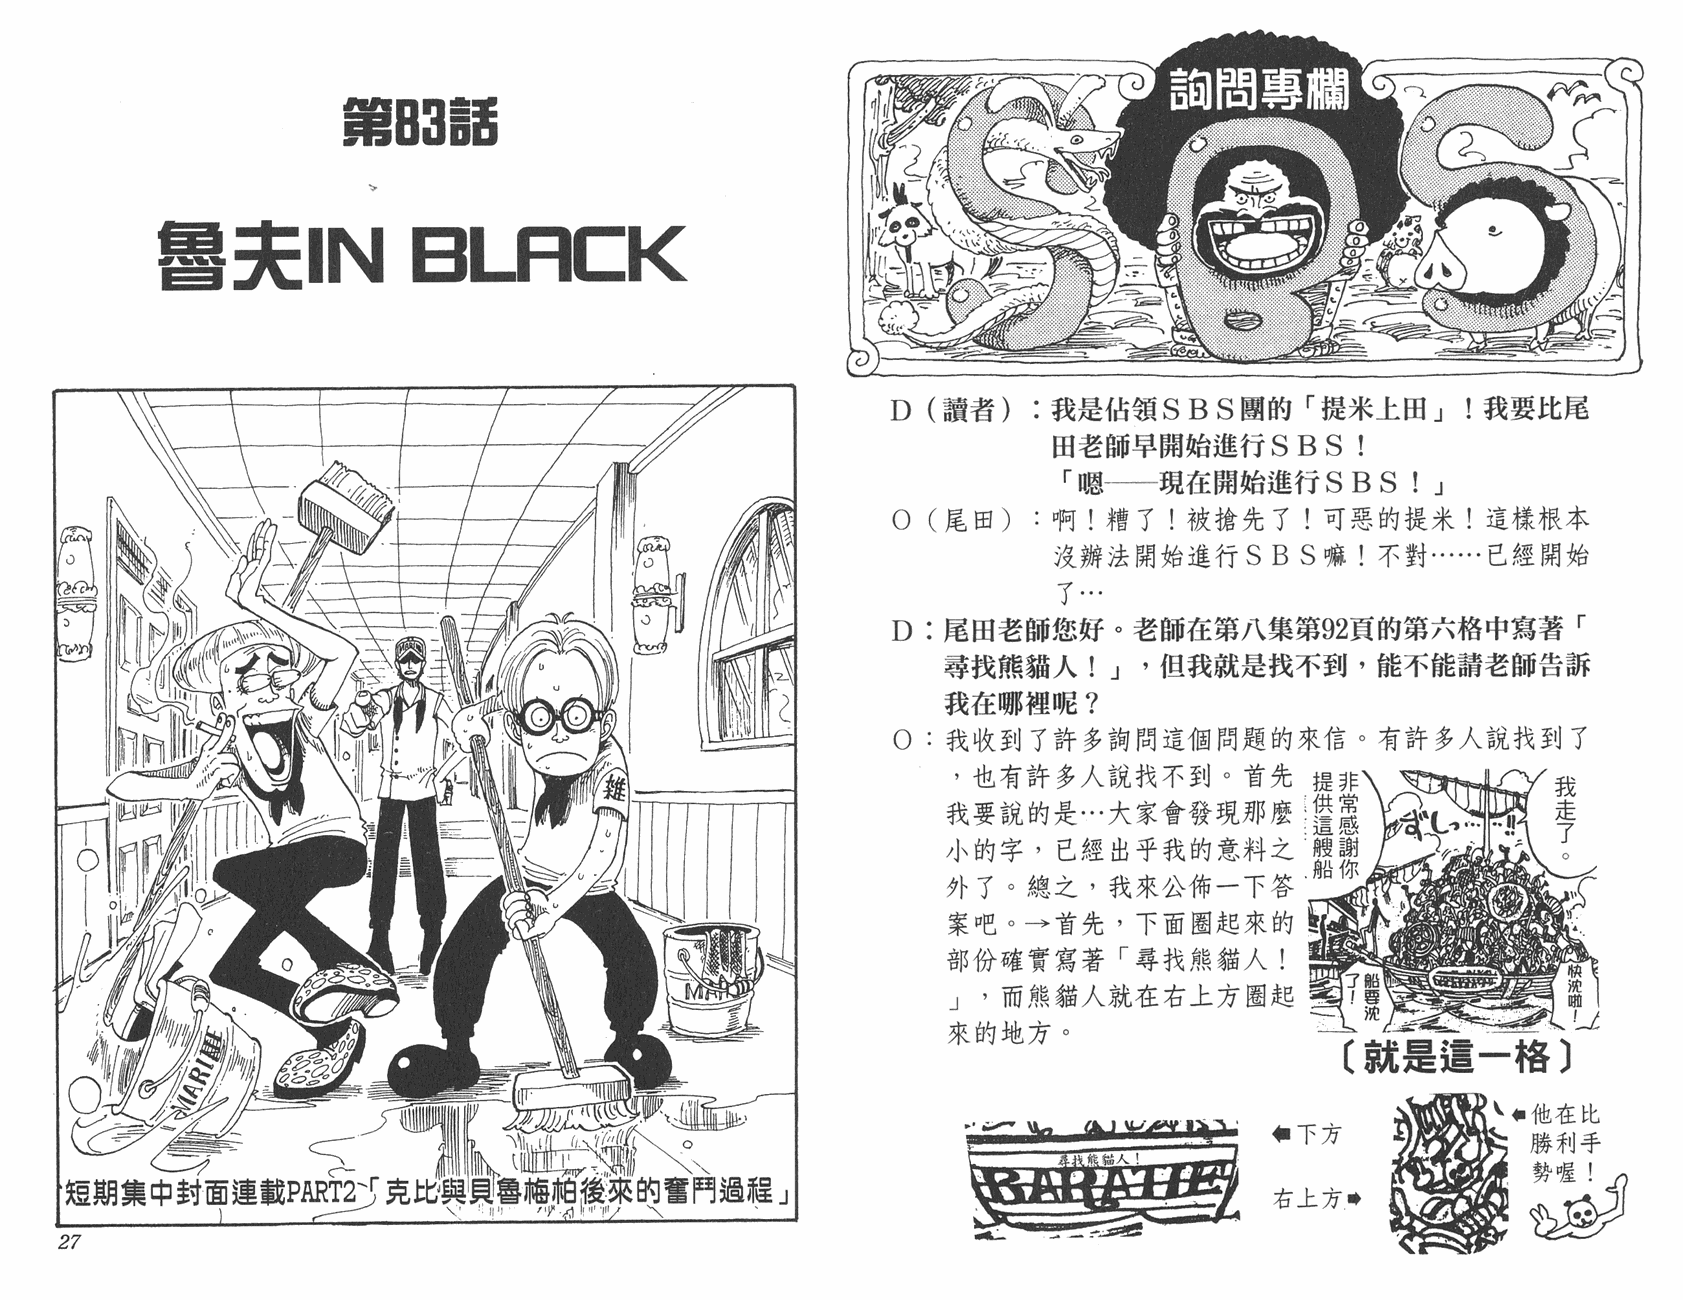 詢問專欄
SBS
D（讀者）：我是佔領ＳＢＳ團的「提米上田」！我要比尾
田老師早開始進行ＳＢＳ！
「嗯——現在開始進行ＳＢＳ！」
O（尾田）：啊！糟了！被搶先了！可惡的提米！這樣根本
沒辦法開始進行ＳＢＳ嘛！不對……已經開始
了…
D：尾田老師您好。老師在第八集第92頁的第六格中寫著「
尋找熊貓人！」，但我就是找不到，能不能請老師告訴
我在哪裡呢？
O：我收到了許多詢問這個問題的來信。有許多人說找到了
，也有許多人說找不到。首先
我要說的是…大家會發現那麼
小的字，已經出乎我的意料之
外了。總之，我來公佈一下答
案吧。→首先，下面圈起來的
部份確實寫著「尋找熊貓人！
」，而熊貓人就在右上方圈起
來的地方。
我走了。
非常感謝你
提供這艘船
ずしっ……!!
快沈啦！
船要沈
了！
〔就是這一格〕
尋找熊貓人！
BARATIE
下方
右上方
他在比
勝利手
勢喔！
第83話
魯夫IN BLACK
雜
MARINE
MARI
短期集中封面連載PART2「克比與貝魯梅柏後來的奮鬥過程」
27